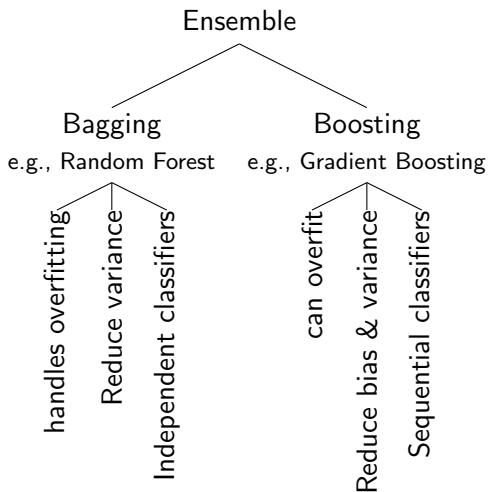 Ensemble
Bagging
e.g., Random Forest
handles overfitting
Reduce variance
Independent classifiers
Boosting
e.g., Gradient Boosting
can overfit
Reduce bias & variance
Sequential classifiers